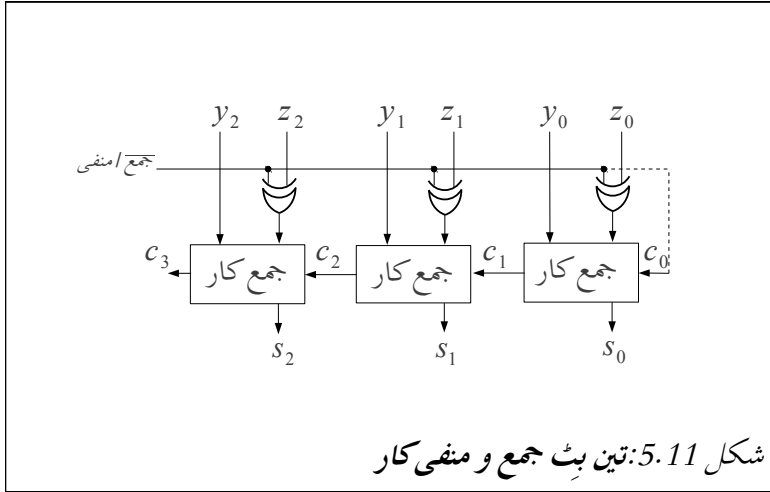 y₂ z₂ y₁ z₁ y₀ z₀
جمع/منفی
c₃ جمع کار c₂ جمع کار c₁ جمع کار c₀
s₂ s₁ s₀
شکل 5.11:تین بِٹ جمع و منفی کار